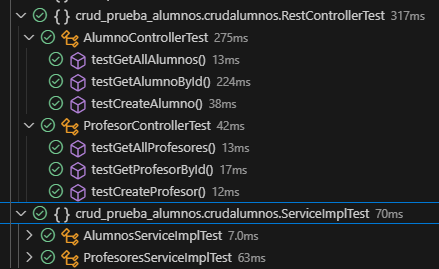 { } crud_prueba_alumnos.crudalumnos.RestControllerTest 317ms
AlumnoControllerTest 275ms
testGetAllAlumnos() 13ms
testGetAlumnoById() 224ms
testCreateAlumno() 38ms
ProfesorControllerTest 42ms
testGetAllProfesores() 13ms
testGetProfesorById() 17ms
testCreateProfesor() 12ms
{ } crud_prueba_alumnos.crudalumnos.ServiceImplTest 70ms
AlumnosServiceImplTest 7.0ms
ProfesoresServiceImplTest 63ms